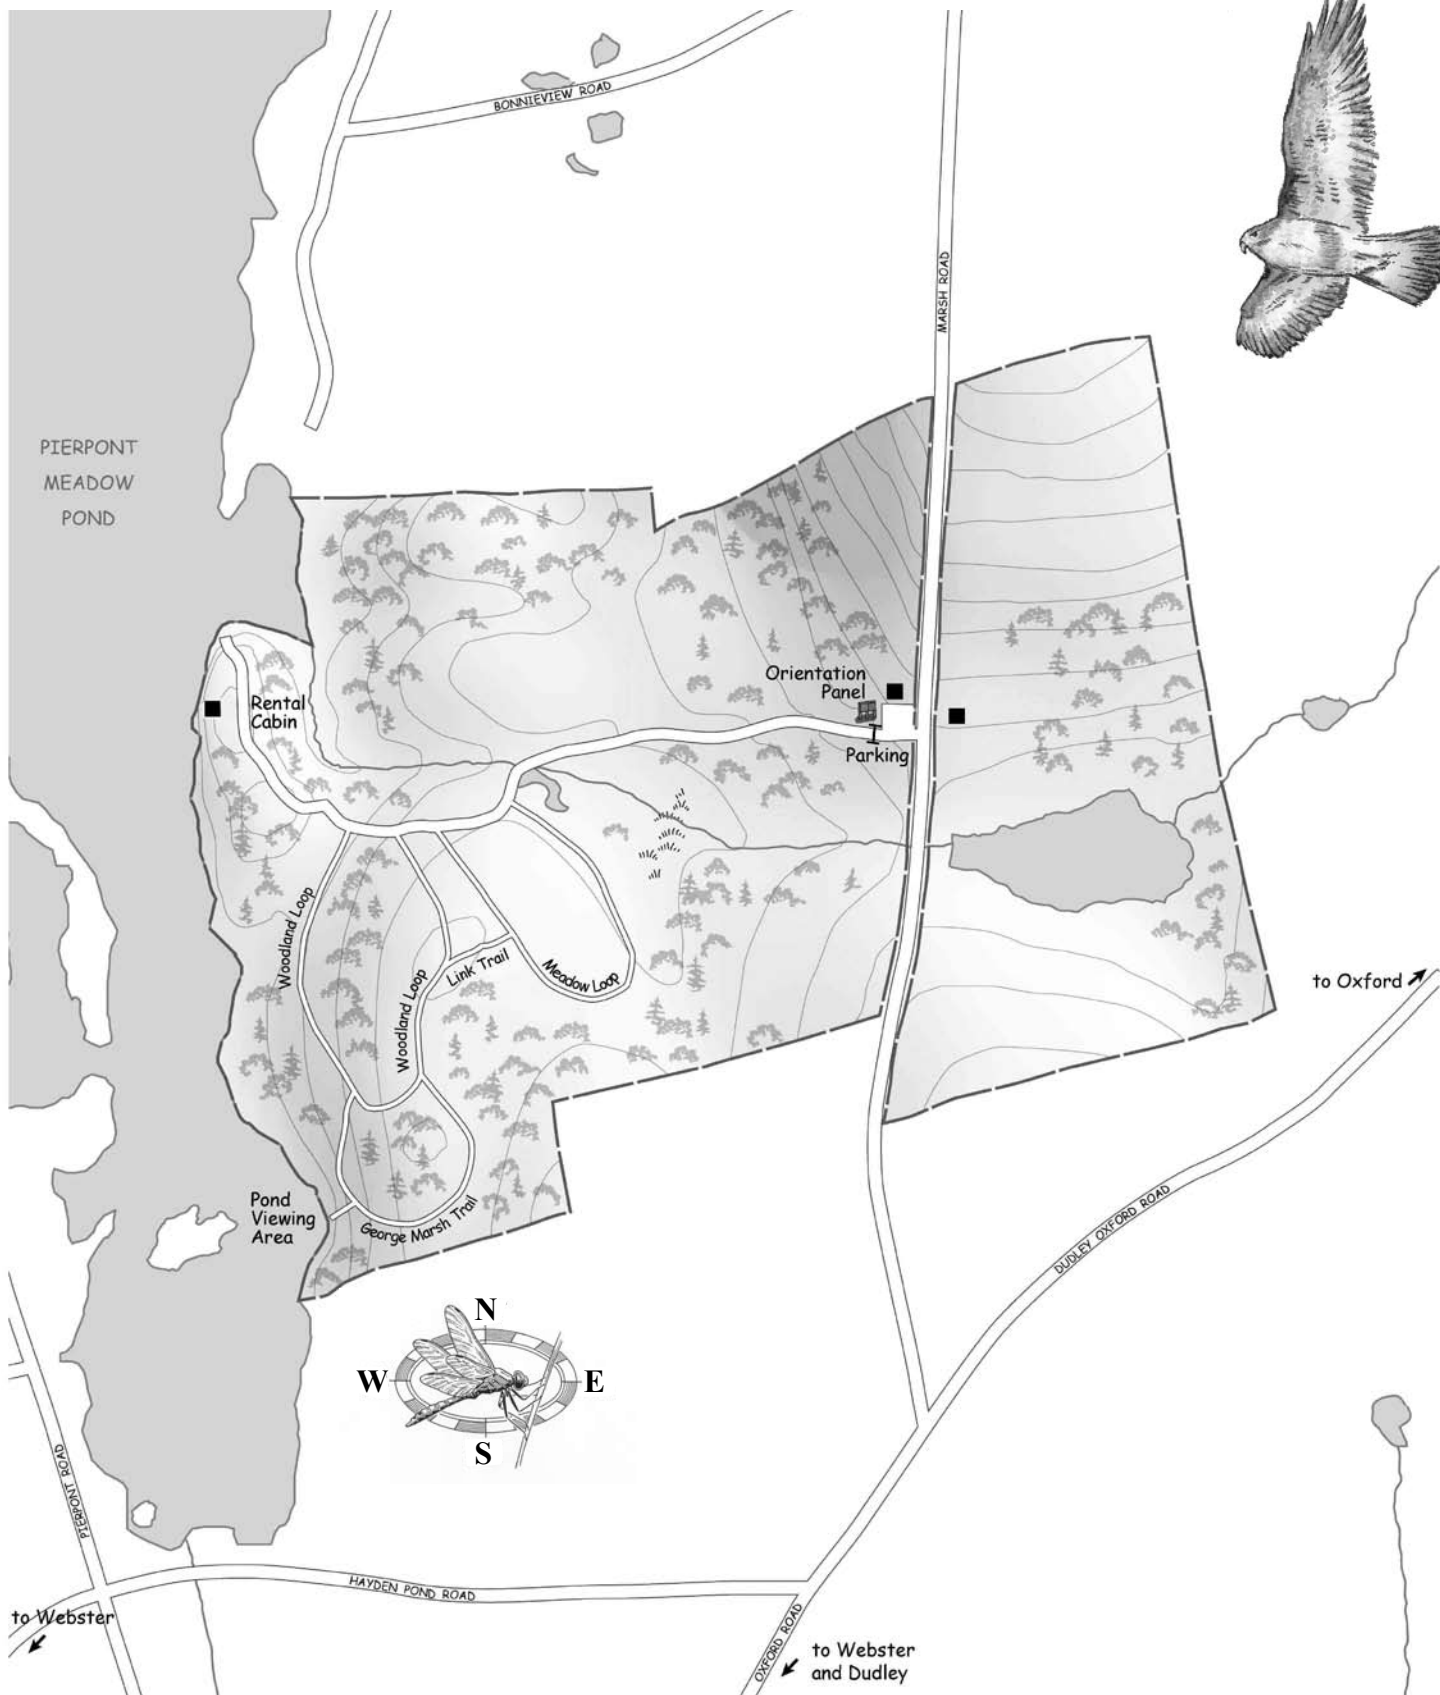 BONNIEVIEW ROAD
MARSH ROAD
PIERPONT
MEADOW
POND
Orientation
Panel
Rental
Cabin
Parking
Woodland Loop
Link Trail
Meadow Loop
Woodland Loop
to Oxford
Pond
Viewing
Area
George Marsh Trail
DUDLEY OXFORD ROAD
N
W
E
S
PIERPONT ROAD
HAYDEN POND ROAD
to Webster
OXFORD ROAD
to Webster
and Dudley